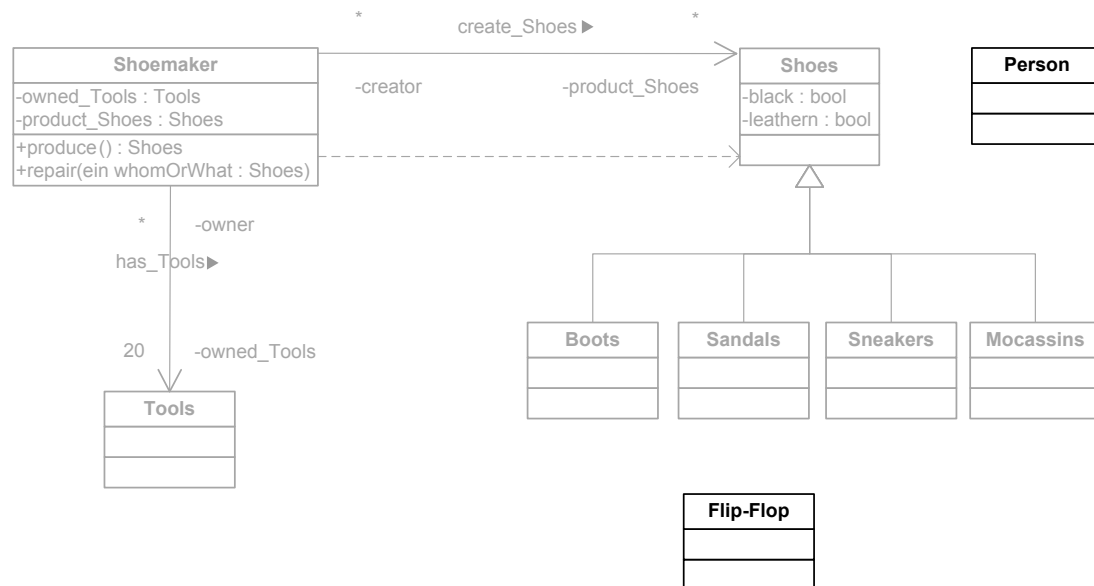 * *
create_Shoes▶
Shoemaker
-owned_Tools : Tools
-product_Shoes : Shoes
+produce() : Shoes
+repair(ein whomOrWhat : Shoes)
-creator
-product_Shoes
Shoes
-black : bool
-leathern : bool
Person
* -owner
has_Tools▶
20 -owned_Tools
Tools
Boots
Sandals
Sneakers
Mocassins
Flip-Flop